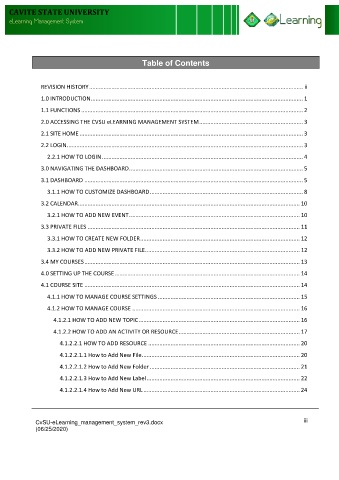 CAVITE STATE UNIVERSITY
eLearning Management System
eLearning
Table of Contents
REVISION HISTORY ii
1.0 INTRODUCTION 1
1.1 FUNCTIONS 2
2.0 ACCESSING THE CVSU eLEARNING MANAGEMENT SYSTEM 3
2.1 SITE HOME 3
2.2 LOGIN 3
2.2.1 HOW TO LOGIN 4
3.0 NAVIGATING THE DASHBOARD 5
3.1 DASHBOARD 5
3.1.1 HOW TO CUSTOMIZE DASHBOARD 8
3.2 CALENDAR 10
3.2.1 HOW TO ADD NEW EVENT 10
3.3 PRIVATE FILES 11
3.3.1 HOW TO CREATE NEW FOLDER 12
3.3.2 HOW TO ADD NEW PRIVATE FILE 12
3.4 MY COURSES 13
4.0 SETTING UP THE COURSE 14
4.1 COURSE SITE 14
4.1.1 HOW TO MANAGE COURSE SETTINGS 15
4.1.2 HOW TO MANAGE COURSE 16
4.1.2.1 HOW TO ADD NEW TOPIC 16
4.1.2.2 HOW TO ADD AN ACTIVITY OR RESOURCE 17
4.1.2.2.1 HOW TO ADD RESOURCE 20
4.1.2.2.1.1 How to Add New File 20
4.1.2.2.1.2 How to Add New Folder 21
4.1.2.2.1.3 How to Add New Label 22
4.1.2.2.1.4 How to Add New URL 24
CvSU-eLearning_management_system_rev3.docx iii
(06/25/2020)